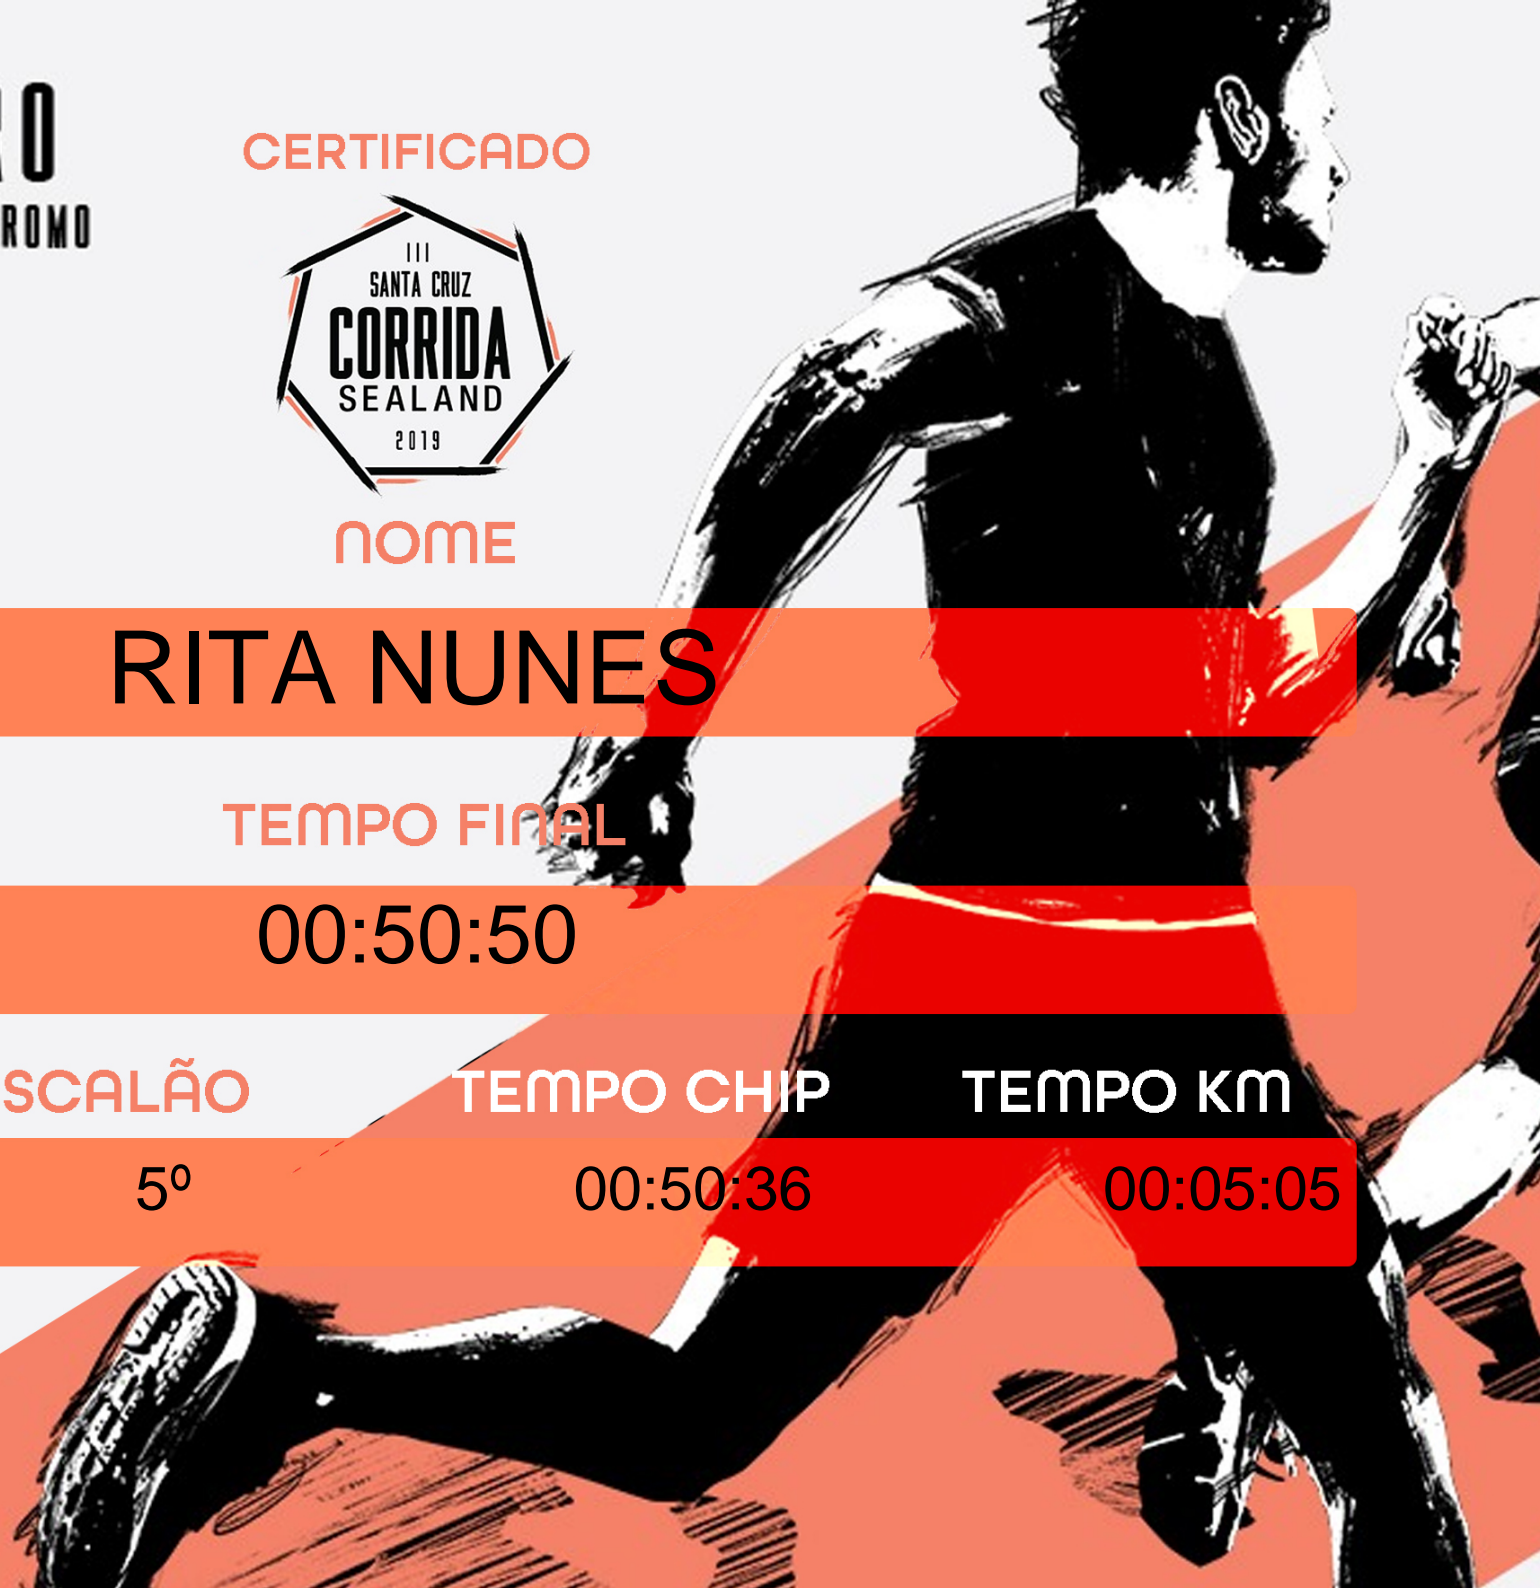 RO
ROMO
CERTIFICADO
III
SANTA CRUZ
CORRIDA
SEALAND
2019
NOME
RITA NUNES
TEMPO FINAL
00:50:50
SCALÃO TEMPO CHIP TEMPO KM
5º 00:50:36 00:05:05